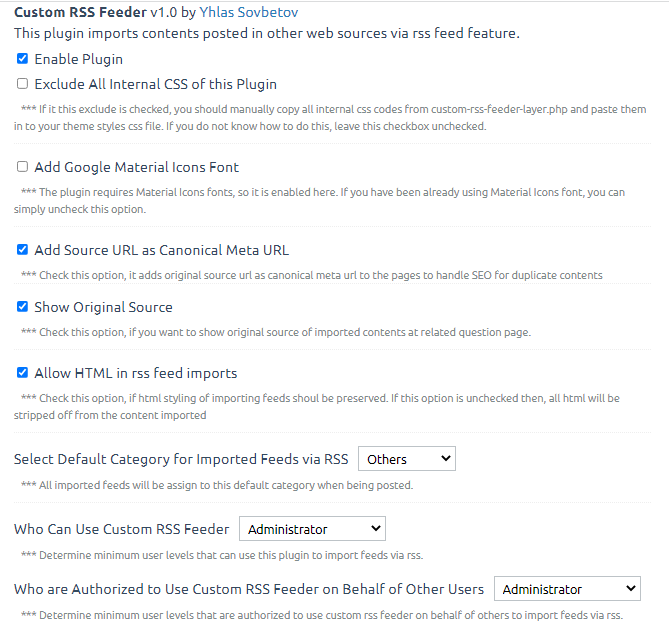 Custom RSS Feeder v1.0 by Yhlas Sovbetov
This plugin imports contents posted in other web sources via rss feed feature.
Enable Plugin
Exclude All Internal CSS of this Plugin
*** If it this exclude is checked, you should manually copy all internal css codes from custom-rss-feeder-layer.php and paste them
in to your theme styles css file. If you do not know how to do this, leave this checkbox unchecked.
Add Google Material Icons Font
*** The plugin requires Material Icons fonts, so it is enabled here. If you have been already using Material Icons font, you can
simply uncheck this option.
Add Source URL as Canonical Meta URL
*** Check this option, it adds original source url as canonical meta url to the pages to handle SEO for duplicate contents
Show Original Source
*** Check this option, if you want to show original source of imported contents at related question page.
Allow HTML in rss feed imports
*** Check this option, if html styling of importing feeds shoul be preserved. If this option is unchecked then, all html will be
stripped off from the content imported
Select Default Category for Imported Feeds via RSS Others
*** All imported feeds will be assign to this default category when being posted.
Who Can Use Custom RSS Feeder Administrator
*** Determine minimum user levels that can use this plugin to import feeds via rss.
Who are Authorized to Use Custom RSS Feeder on Behalf of Other Users Administrator
*** Determine minimum user levels that are authorized to use custom rss feeder on behalf of others to import feeds via rss.